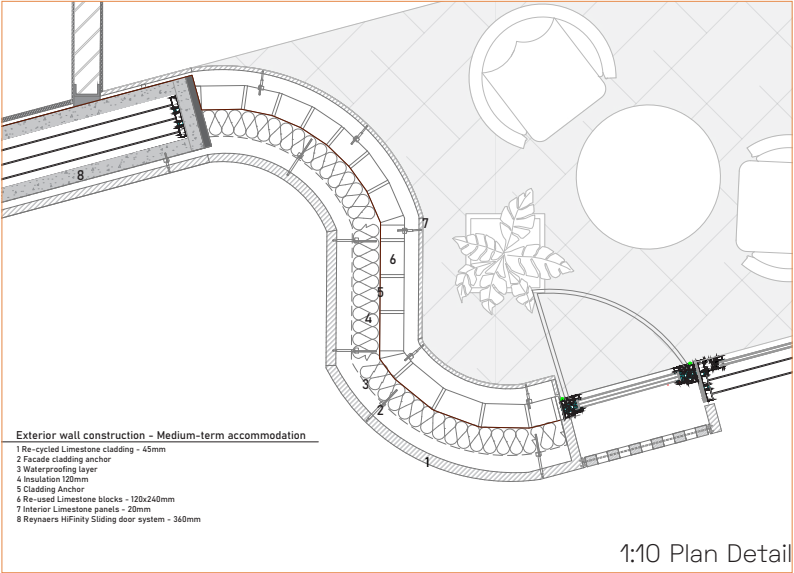 8
7
6
5
4
3
2
1
Exterior wall construction - Medium-term accommodation
1 Re-cycled Limestone cladding - 45mm
2 Facade cladding anchor
3 Waterproofing layer
4 Insulation 120mm
5 Cladding Anchor
6 Re-used Limestone blocks - 120x240mm
7 Interior Limestone panels - 20mm
8 Reynaers HiFinity Sliding door system - 360mm
1:10 Plan Detail